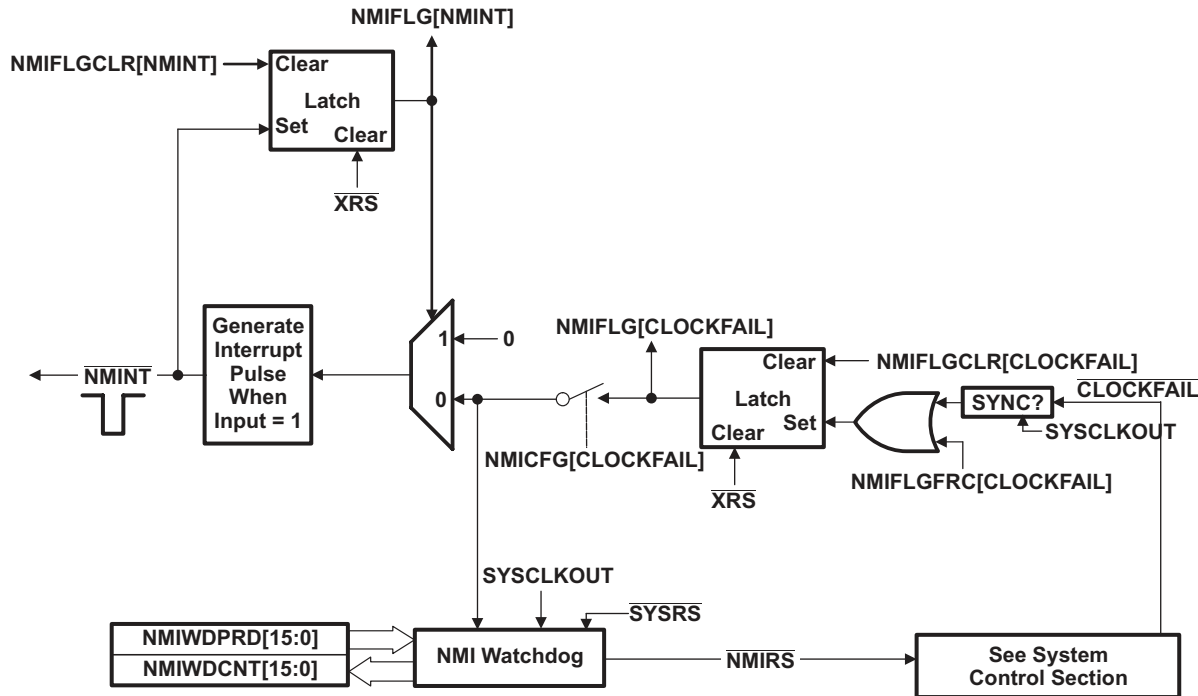 NMIFLG[NMINT]
NMIFLGCLR[NMINT]
Clear
Latch
Set
Clear
XRS
Generate
Interrupt
Pulse
When
Input = 1
NMINT
1
0
0
NMIFLG[CLOCKFAIL]
NMICFG[CLOCKFAIL]
Clear
Latch
Set
Clear
XRS
NMIFLGCLR[CLOCKFAIL]
CLOCKFAIL
SYNC?
SYSCLKOUT
NMIFLGFRC[CLOCKFAIL]
SYSCLKOUT
SYSRS
NMIWDPRD[15:0]
NMIWDCNT[15:0]
NMI Watchdog
NMIRS
See System
Control Section